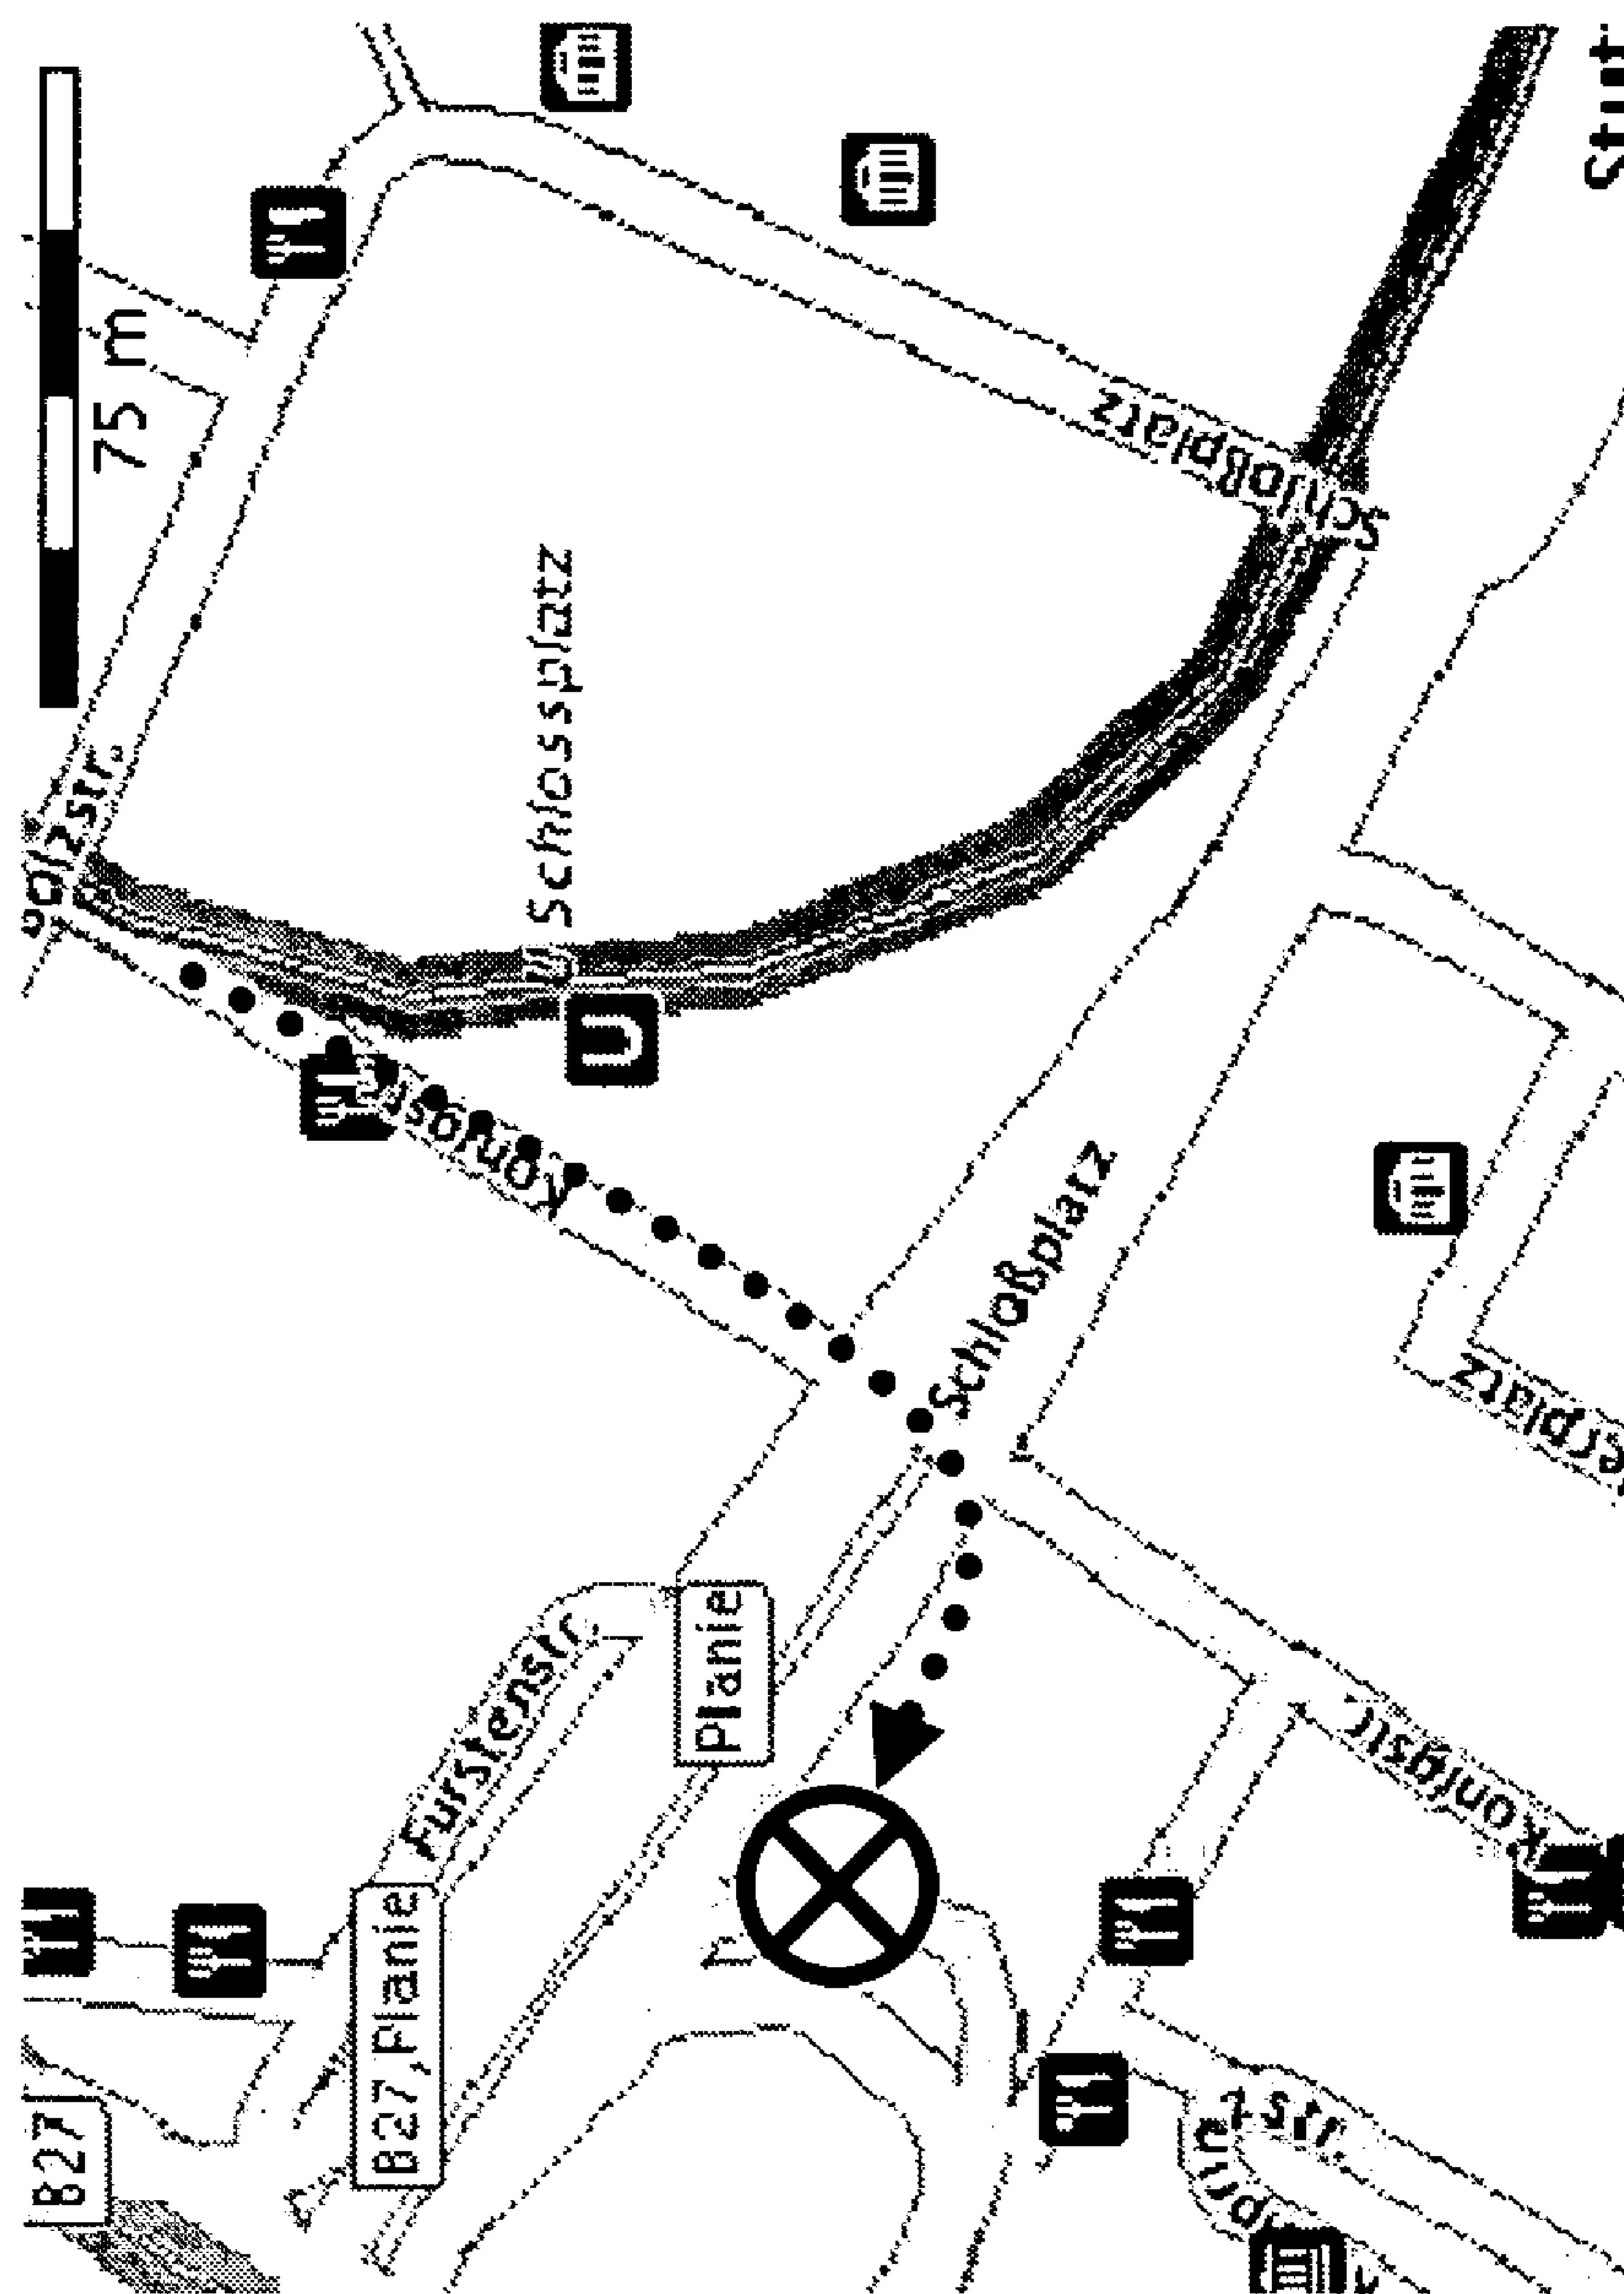 75 m
Schlossplatz
U
Schloßplatz
Königstr.
Schloßplatz
Planie
Fürstenstr.
B27,Planie
B27
Königstr.